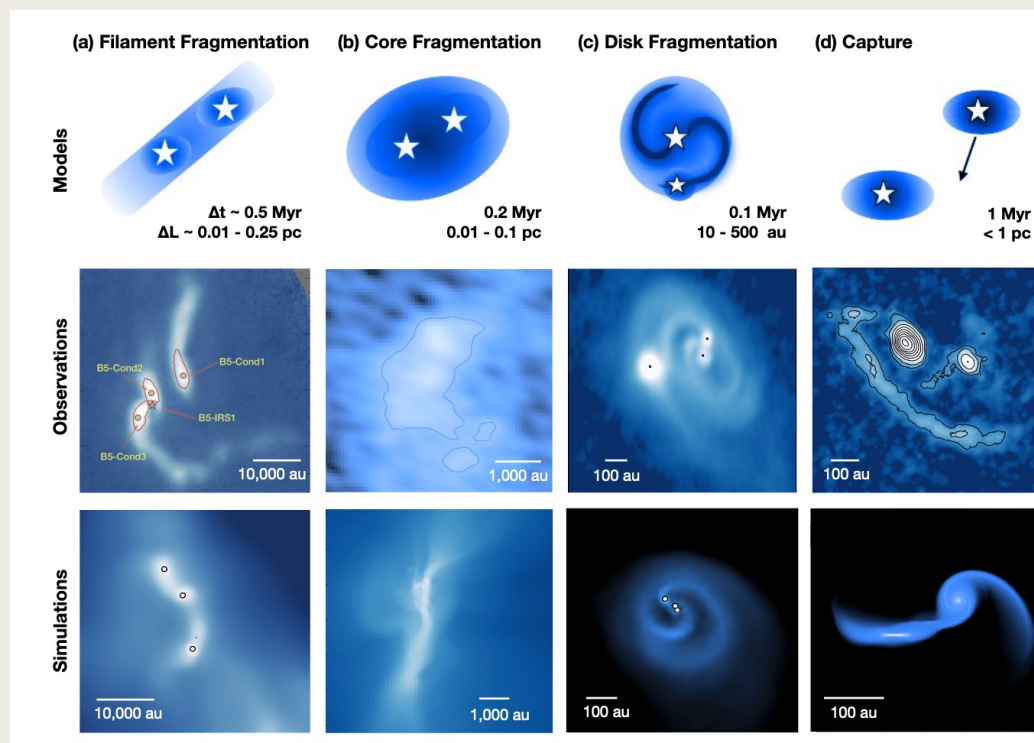 (a) Filament Fragmentation
(b) Core Fragmentation
(c) Disk Fragmentation
(d) Capture
Models
Δt ~ 0.5 Myr
ΔL ~ 0.01 - 0.25 pc
0.2 Myr
0.01 - 0.1 pc
0.1 Myr
10 - 500 au
1 Myr
< 1 pc
Observations
B5-Cond1
B5-Cond2
B5-IRS1
B5-Cond3
10,000 au
1,000 au
100 au
100 au
Simulations
10,000 au
1,000 au
100 au
100 au